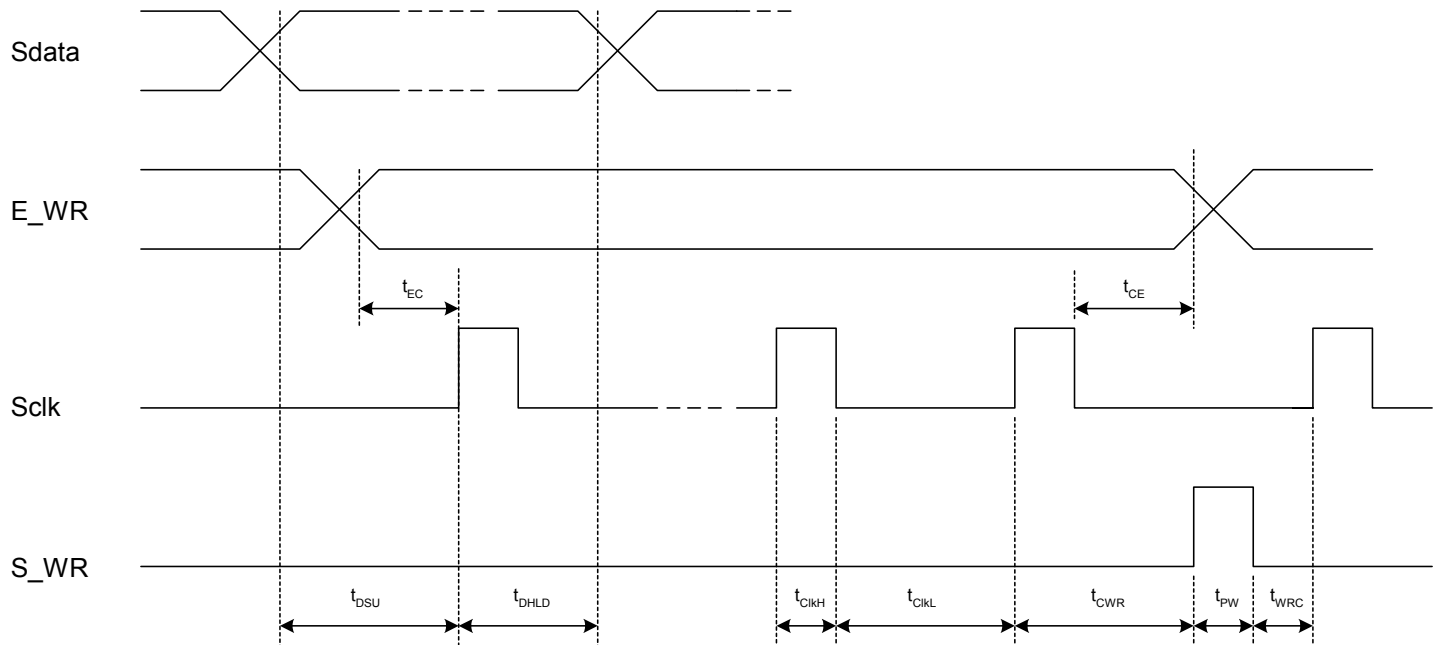 Sdata
E_WR
t_EC
t_CE
Sclk
S_WR
t_DSU
t_DHLD
t_ClkH
t_ClkL
t_CWR
t_PW
t_WRC